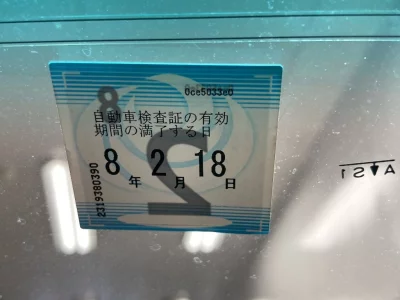 0ce5033e0
自動車検査証の有効
期間の満了する日
8年 2月 18日
2319380390